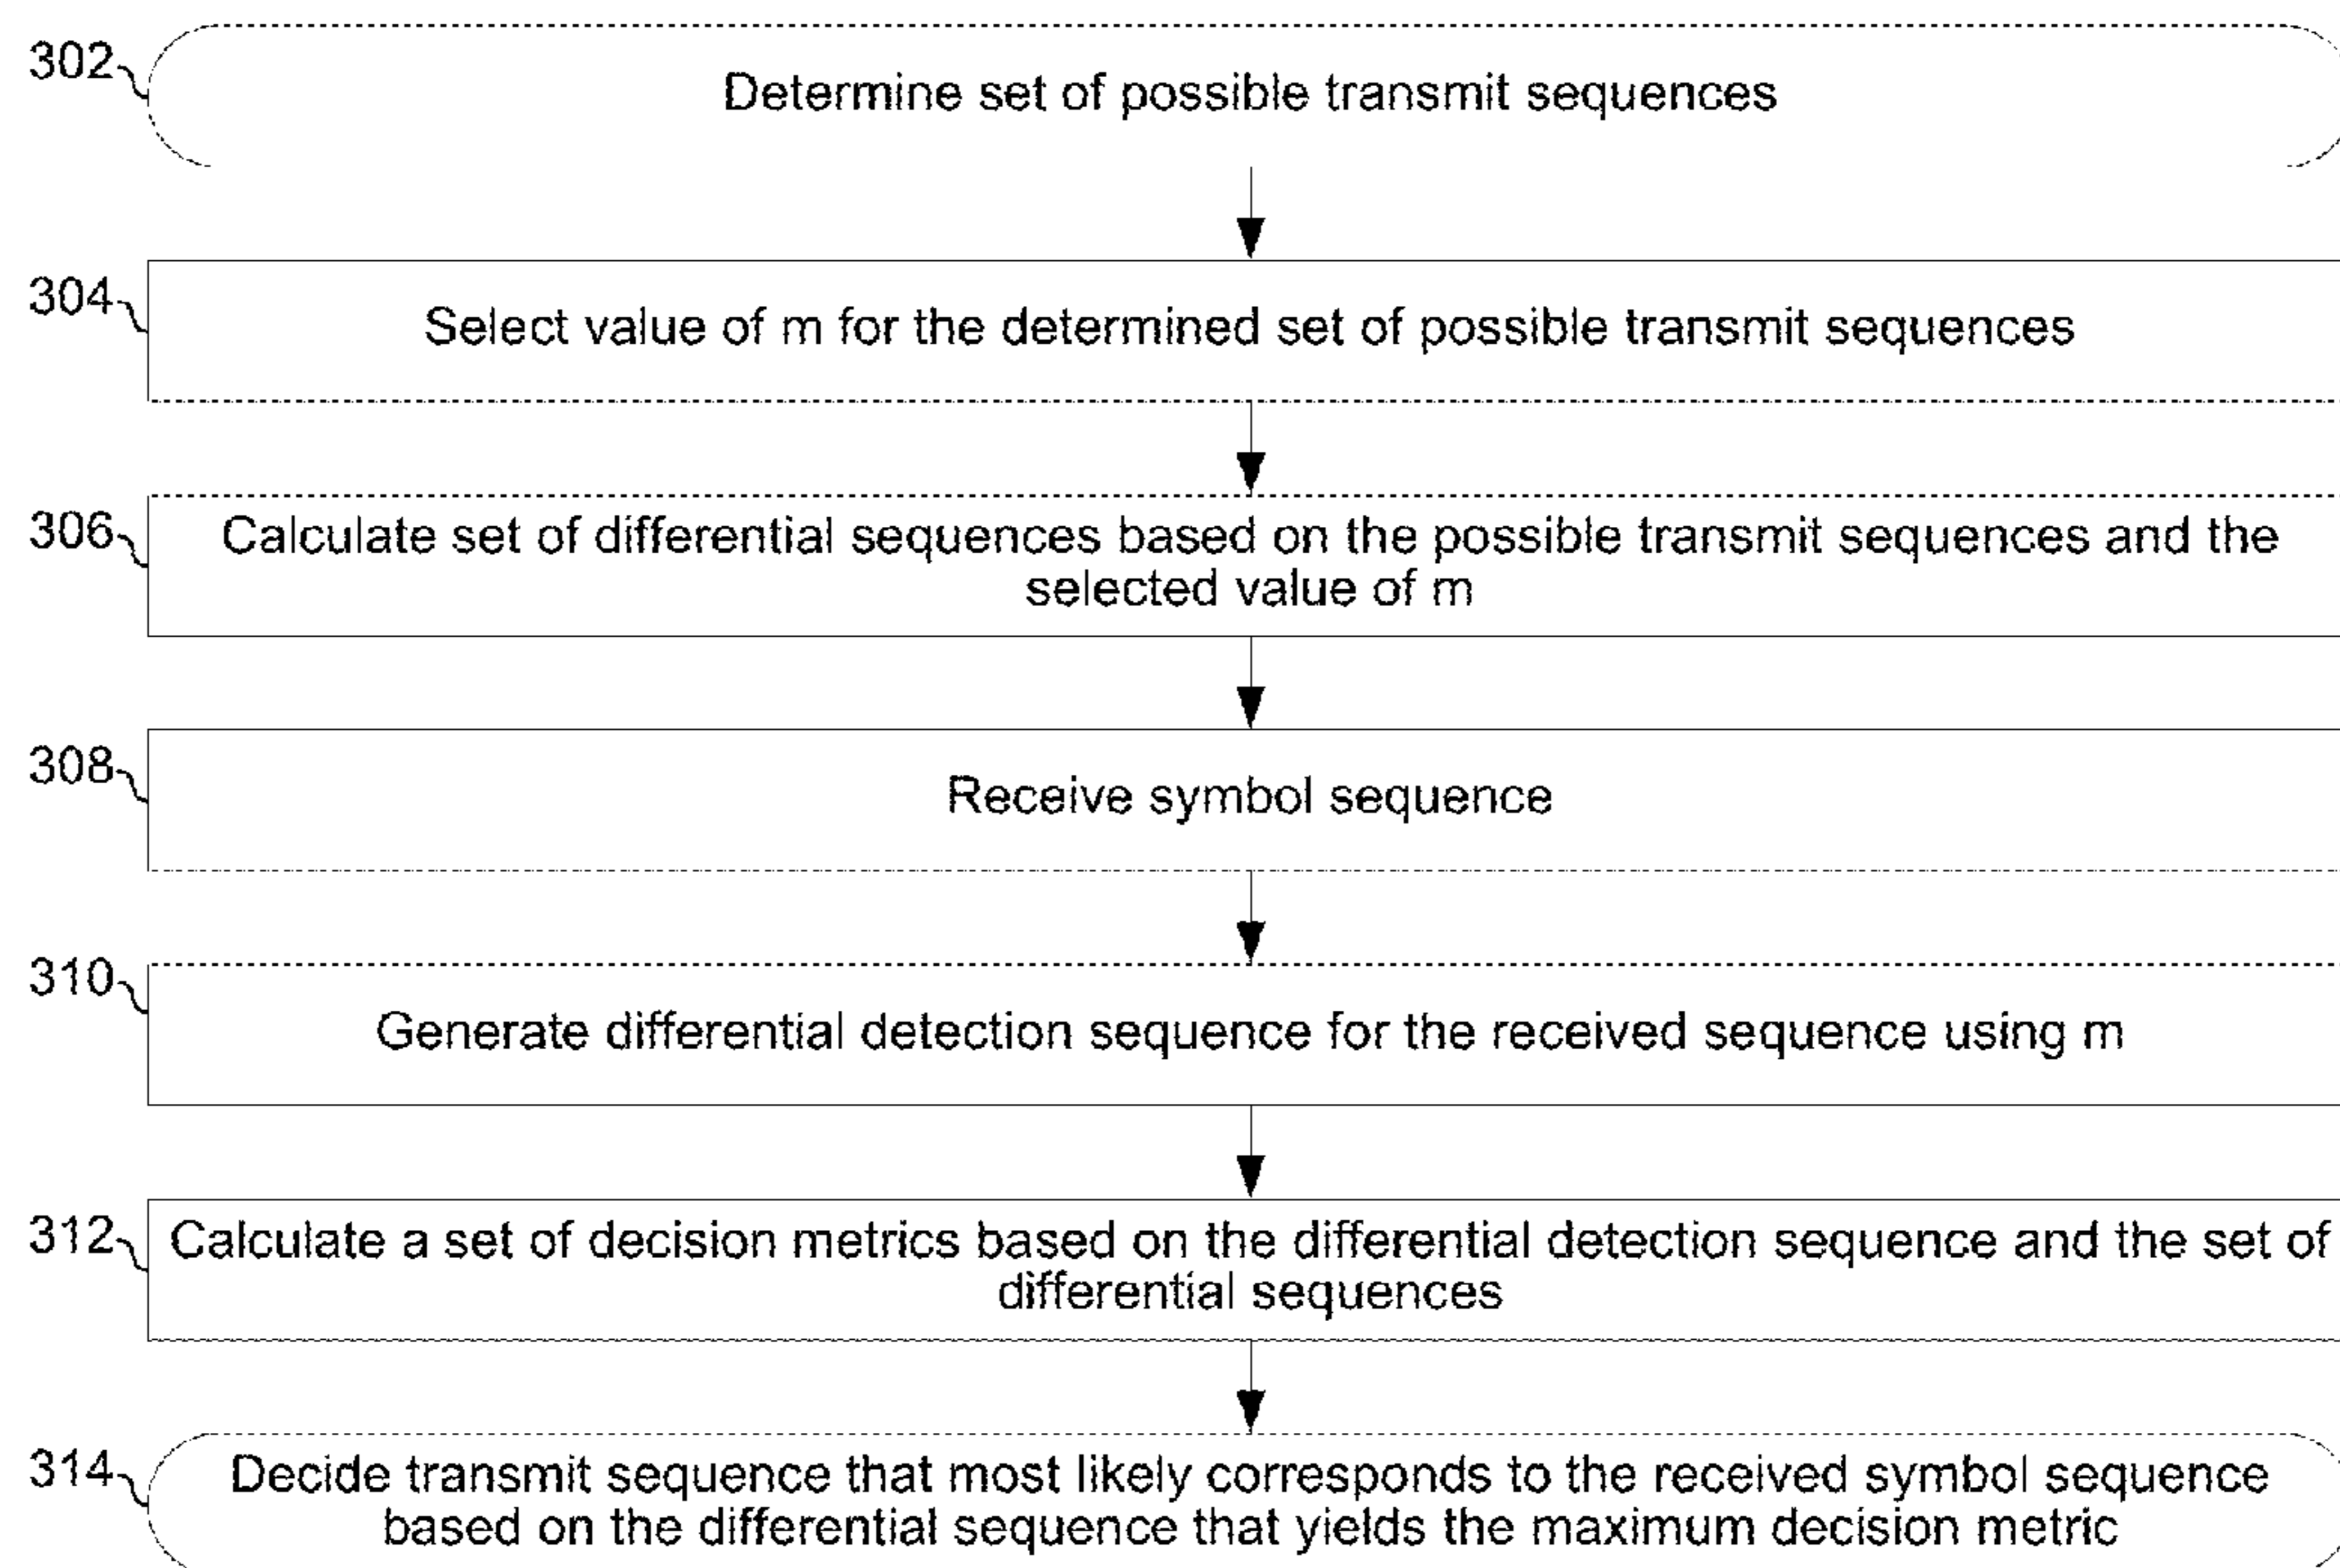 302
Determine set of possible transmit sequences
304
Select value of m for the determined set of possible transmit sequences
306
Calculate set of differential sequences based on the possible transmit sequences and the
selected value of m
308
Receive symbol sequence
310
Generate differential detection sequence for the received sequence using m
312
Calculate a set of decision metrics based on the differential detection sequence and the set of
differential sequences
314
Decide transmit sequence that most likely corresponds to the received symbol sequence
based on the differential sequence that yields the maximum decision metric